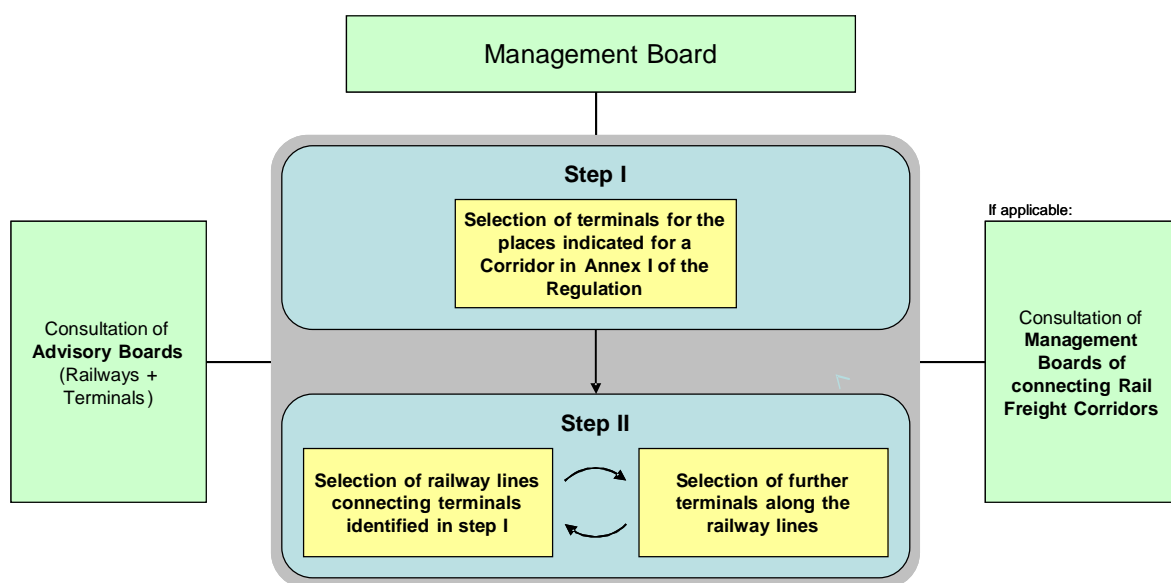 Management Board
Step I
Selection of terminals for the
places indicated for a
Corridor in Annex I of the
Regulation
Consultation of
Advisory Boards
(Railways +
Terminals)
If applicable:
Consultation of
Management
Boards of
connecting Rail
Freight Corridors
Step II
Selection of railway lines
connecting terminals
identified in step I
Selection of further
terminals along the
railway lines